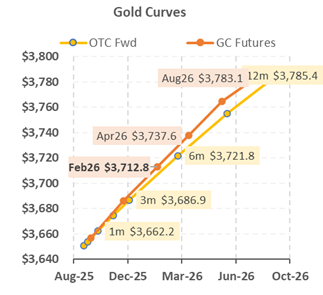 Gold Curves
OTC Fwd GC Futures
$3,800
$3,780
$3,760
$3,740
$3,720
$3,700
$3,680
$3,660
$3,640
Aug26 $3,783.1 12m $3,785.4
Apr26 $3,737.6
6m $3,721.8
Feb26 $3,712.8
3m $3,686.9
1m $3,662.2
Aug-25 Dec-25 Mar-26 Jun-26 Oct-26